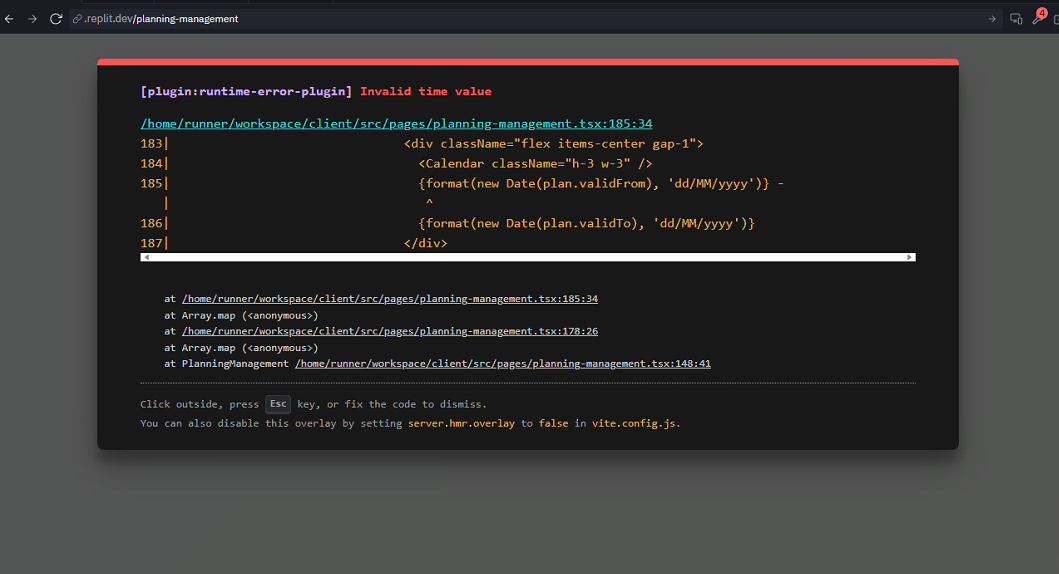 .replit.dev/planning-management
4
[plugin:runtime-error-plugin] Invalid time value
/home/runner/workspace/client/src/pages/planning-management.tsx:185:34
183|                                <div className="flex items-center gap-1">
184|                                  <Calendar className="h-3 w-3" />
185|                                  {format(new Date(plan.validFrom), 'dd/MM/yyyy')} -
   |                                   ^
186|                                  {format(new Date(plan.validTo), 'dd/MM/yyyy')}
187|                                </div>
at /home/runner/workspace/client/src/pages/planning-management.tsx:185:34
at Array.map (<anonymous>)
at /home/runner/workspace/client/src/pages/planning-management.tsx:178:26
at Array.map (<anonymous>)
at PlanningManagement /home/runner/workspace/client/src/pages/planning-management.tsx:148:41
Click outside, press Esc key, or fix the code to dismiss.
You can also disable this overlay by setting server.hmr.overlay to false in vite.config.js.